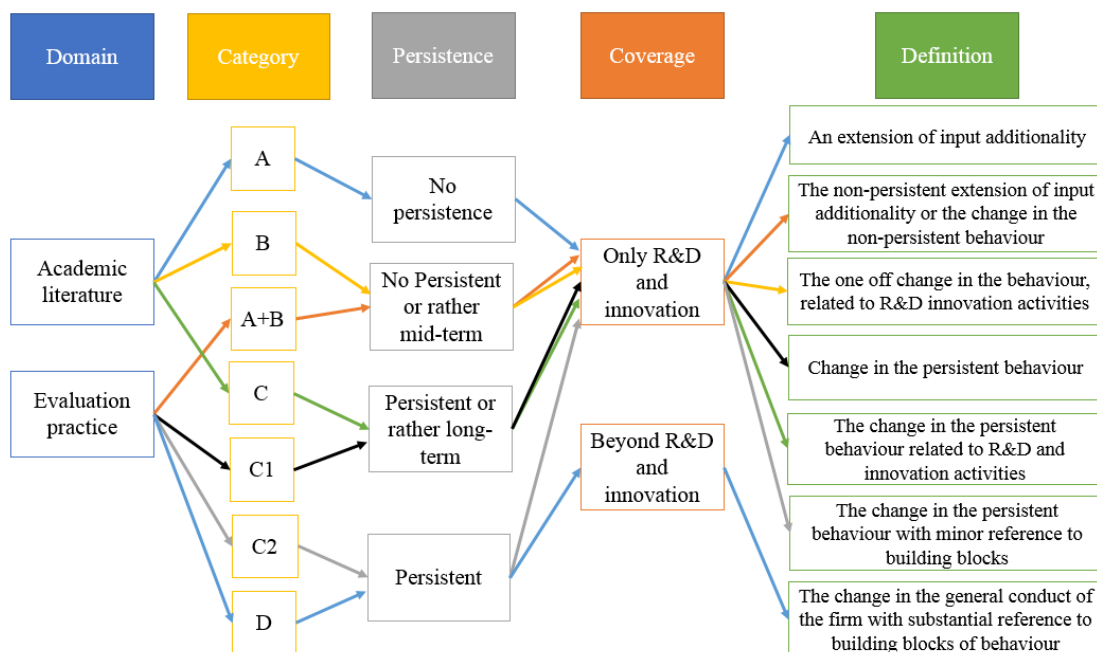 Domain
Category
Persistence
Coverage
Definition
Academic
literature
Evaluation
practice
A
B
A+B
C
C1
C2
D
No
persistence
No Persistent
or rather
mid-term
Persistent or
rather long-
term
Persistent
Only R&D
and
innovation
Beyond R&D
and
innovation
An extension of input additionality
The non-persistent extension of input
additionality or the change in the
non-persistent behaviour
The one off change in the behaviour,
related to R&D innovation activities
Change in the persistent behaviour
The change in the persistent
behaviour related to R&D and
innovation activities
The change in the persistent
behaviour with minor reference to
building blocks
The change in the general conduct of
the firm with substantial reference to
building blocks of behaviour